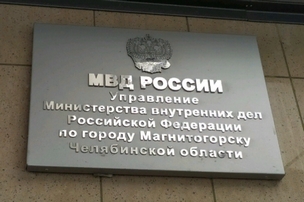 МВД РОССИИ
Управление
Министерства внутренних дел
Российской Федерации
по городу Магнитогорску
Челябинской области